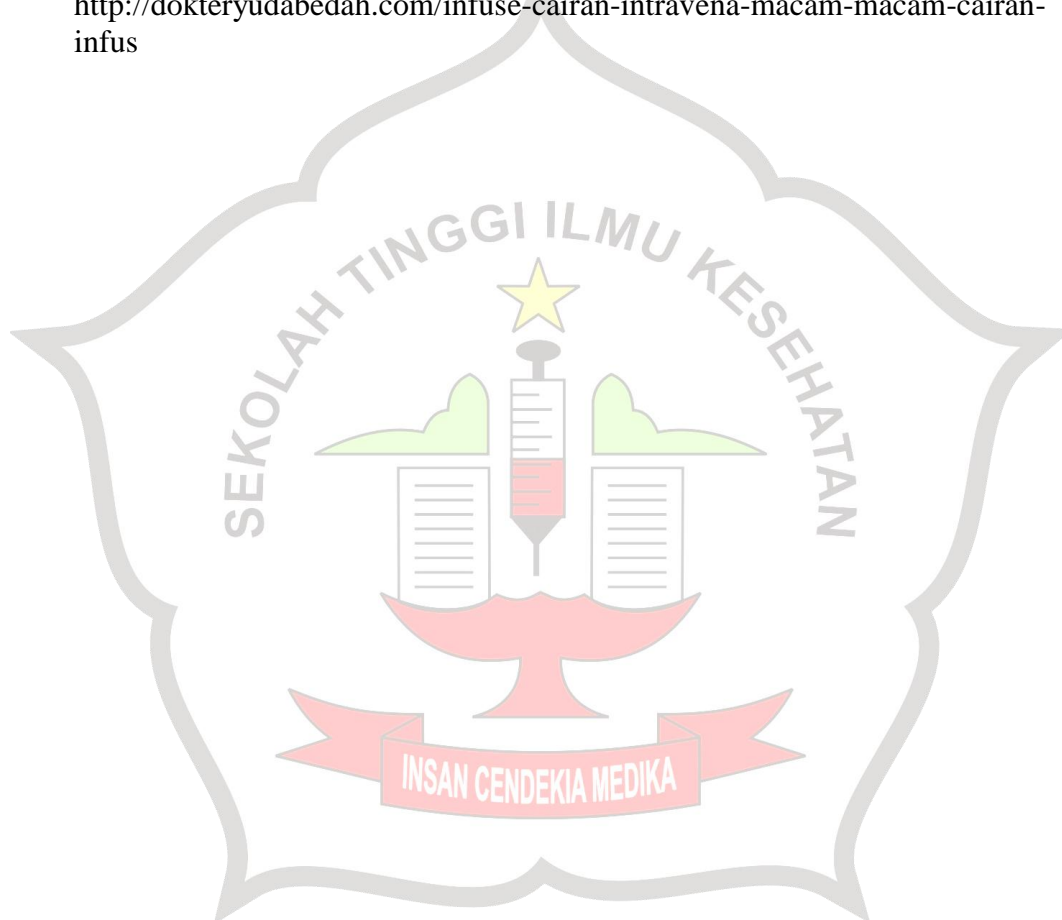 http://dokteryudabedah.com/infuse-cairan-intravena-macam-macam-cairan-
infus
SEKOLAH TINGGI ILMU KESEHATAN
INSAN CENDEKIA MEDIKA